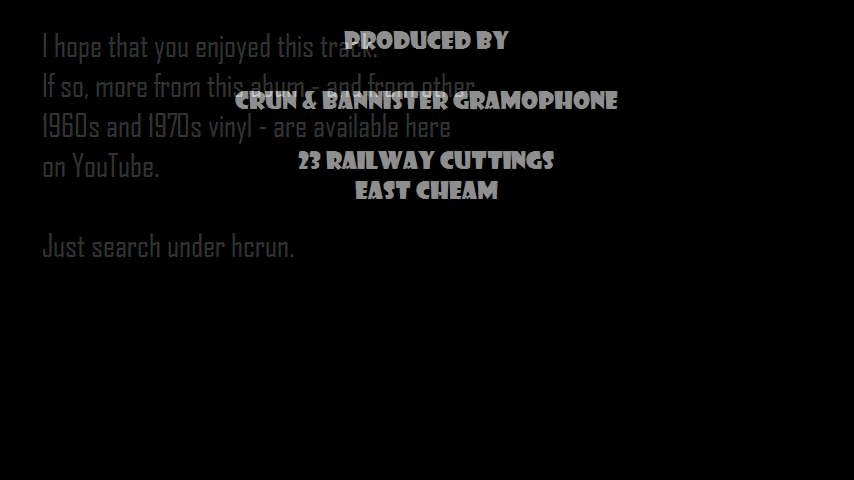 I hope that you enjoyed this track.
If so, more from this abum - and from other
1960s and 1970s vinyl - are available here
on YouTube.
Just search under hcrun.
PRODUCED BY
CRUN & BANNISTER GRAMOPHONE
23 RAILWAY CUTTINGS
EAST CHEAM